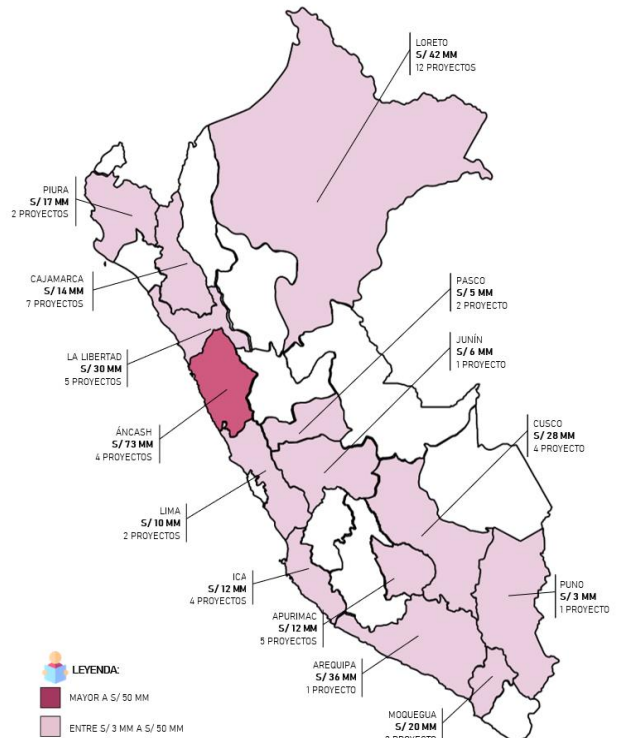 LORETO
S/ 42 MM
12 PROYECTOS
PIURA
S/ 17 MM
2 PROYECTOS
CAJAMARCA
S/ 14 MM
7 PROYECTOS
PASCO
S/ 5 MM
2 PROYECTO
JUNÍN
S/ 6 MM
1 PROYECTO
LA LIBERTAD
S/ 30 MM
5 PROYECTOS
ÁNCASH
S/ 73 MM
4 PROYECTOS
CUSCO
S/ 28 MM
4 PROYECTO
LIMA
S/ 10 MM
2 PROYECTOS
ICA
S/ 12 MM
4 PROYECTOS
PUNO
S/ 3 MM
1 PROYECTO
APURIMAC
S/ 12 MM
5 PROYECTOS
AREQUIPA
S/ 36 MM
1 PROYECTO
MOQUEGUA
S/ 20 MM
LEYENDA:
MAYOR A S/ 50 MM
ENTRE S/ 3 MM A S/ 50 MM